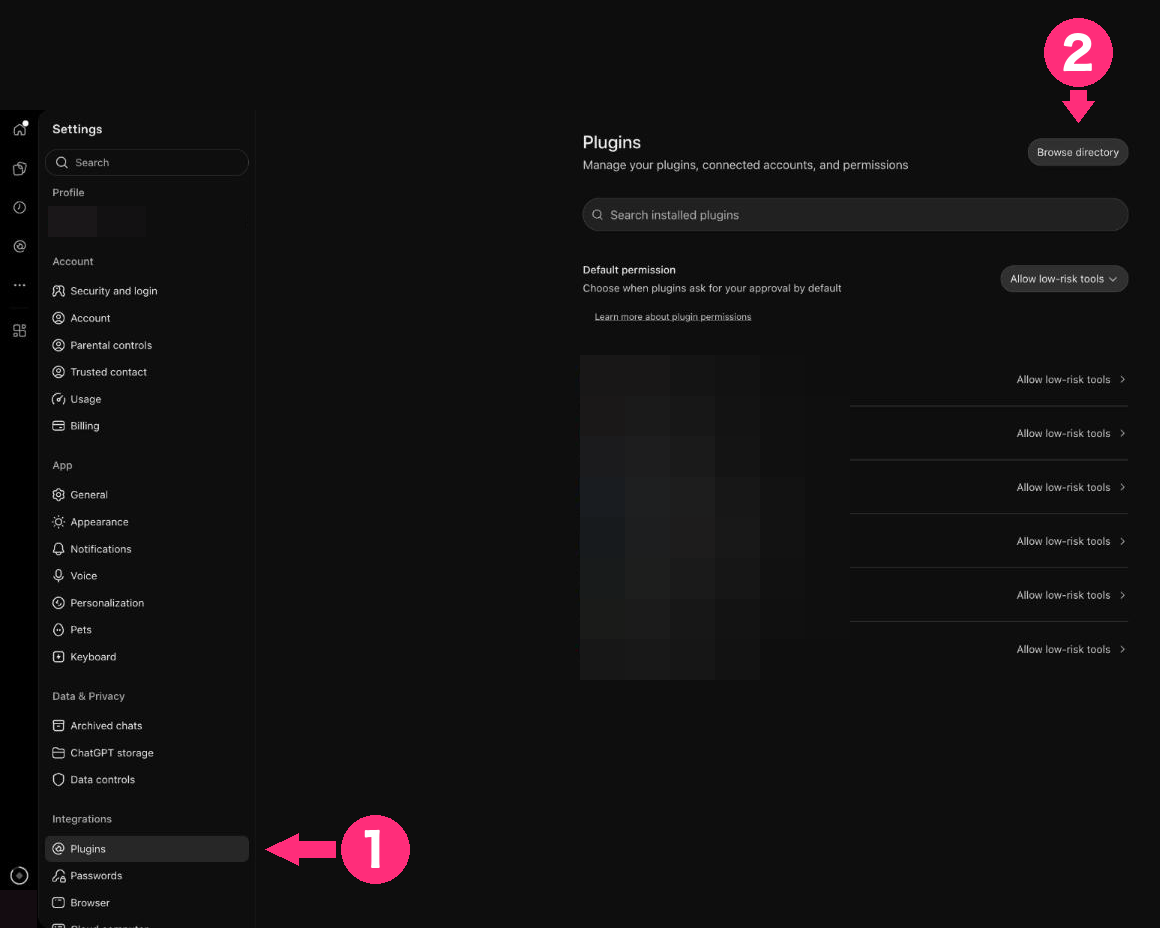 2
Settings
Search
Profile
Account
Security and login
Account
Parental controls
Trusted contact
Usage
Billing
App
General
Appearance
Notifications
Voice
Personalization
Pets
Keyboard
Data & Privacy
Archived chats
ChatGPT storage
Data controls
Integrations
Plugins
Passwords
Browser
1
Plugins
Manage your plugins, connected accounts, and permissions
Browse directory
Search installed plugins
Default permission
Choose when plugins ask for your approval by default
Allow low-risk tools
Learn more about plugin permissions
Allow low-risk tools
Allow low-risk tools
Allow low-risk tools
Allow low-risk tools
Allow low-risk tools
Allow low-risk tools